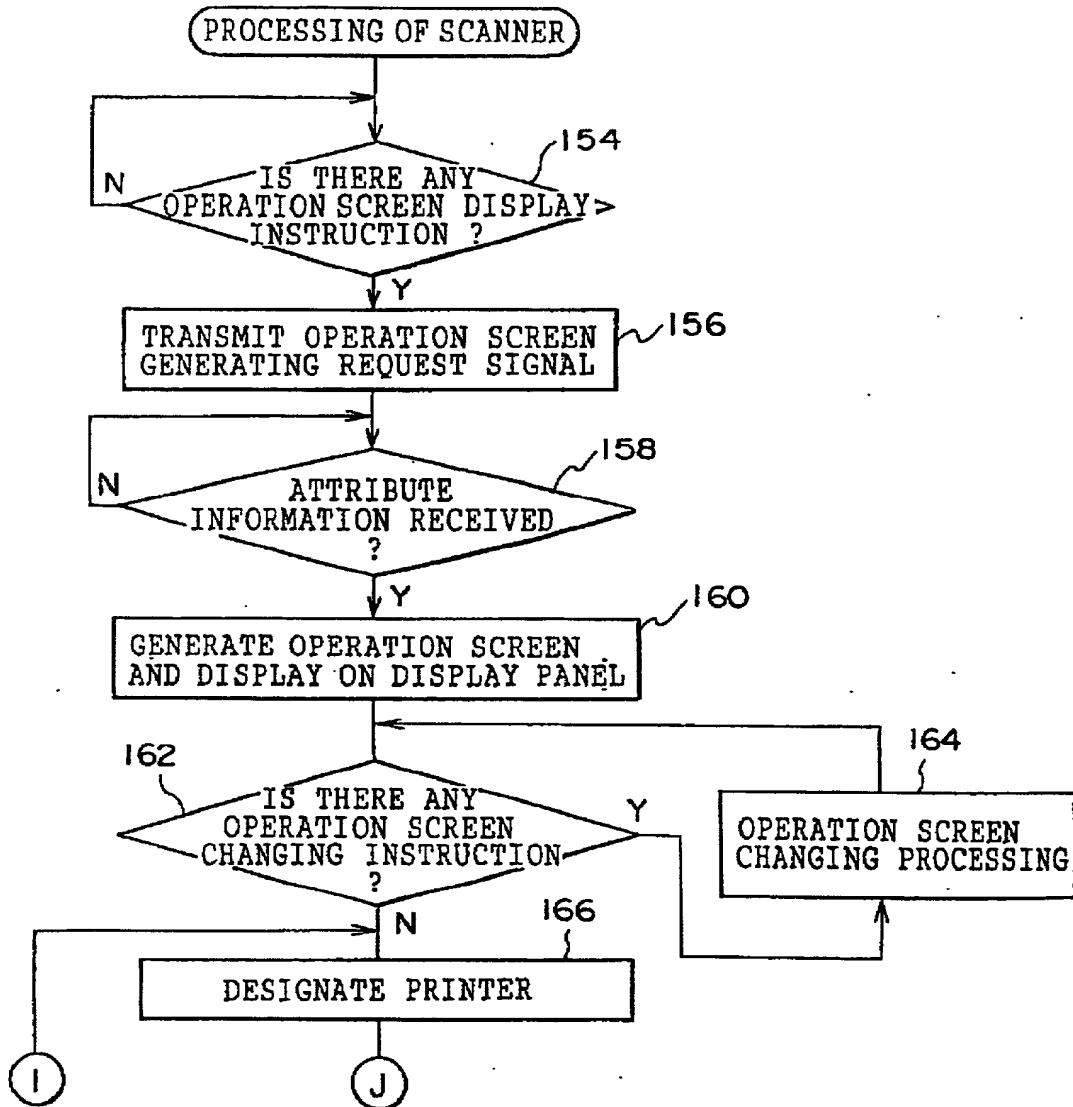 PROCESSING OF SCANNER
154
N
IS THERE ANY
OPERATION SCREEN DISPLAY
INSTRUCTION ?
Y
156
TRANSMIT OPERATION SCREEN
GENERATING REQUEST SIGNAL
158
N
ATTRIBUTE
INFORMATION RECEIVED
?
Y
160
GENERATE OPERATION SCREEN
AND DISPLAY ON DISPLAY PANEL
162
164
IS THERE ANY
OPERATION SCREEN
CHANGING INSTRUCTION
?
Y
OPERATION SCREEN
CHANGING PROCESSING
N
166
DESIGNATE PRINTER
I
J